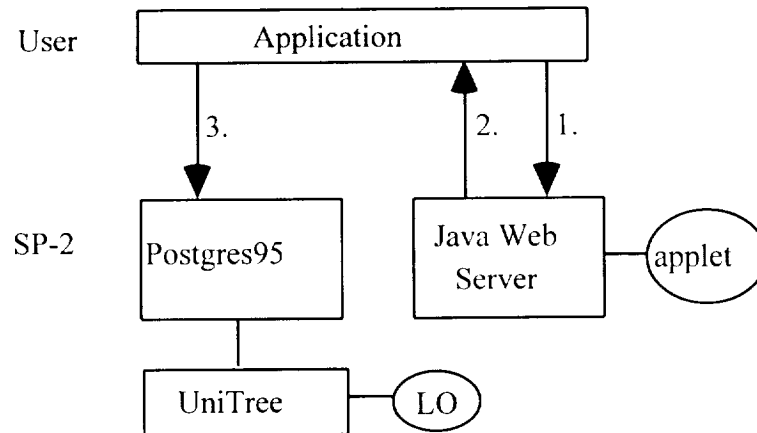 User
Application
3.
2.
1.
SP-2
Postgres95
Java Web
Server
applet
UniTree
LO